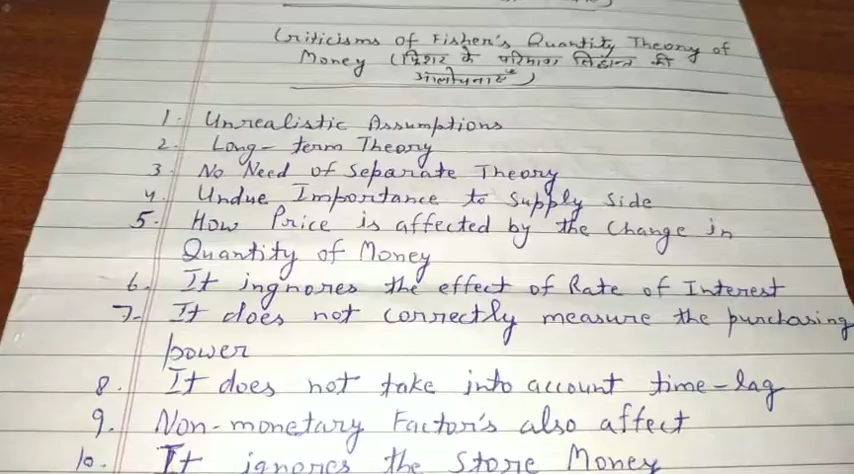 Criticisms of Fisher's Quantity Theory of
Money (फिशर के परिमाण सिद्धान्त की
आलोचनाएँ)
1. Unrealistic Assumptions
2. Long-term Theory
3. No Need of Separate Theory
4. Undue Importance to Supply Side
5. How Price is affected by the Change in
Quantity of Money
6. It ingnores the effect of Rate of Interest
7. It does not correctly measure the purchasing
power
8. It does not take into account time-lag
9. Non-monetary Factor's also affect
10. It ignores the Store Money